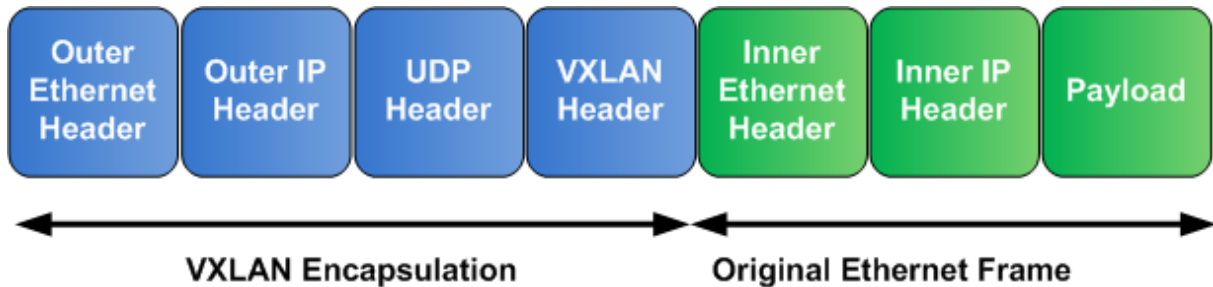 Outer
Ethernet
Header
Outer IP
Header
UDP
Header
VXLAN
Header
Inner
Ethernet
Header
Inner IP
Header
Payload
VXLAN Encapsulation
Original Ethernet Frame